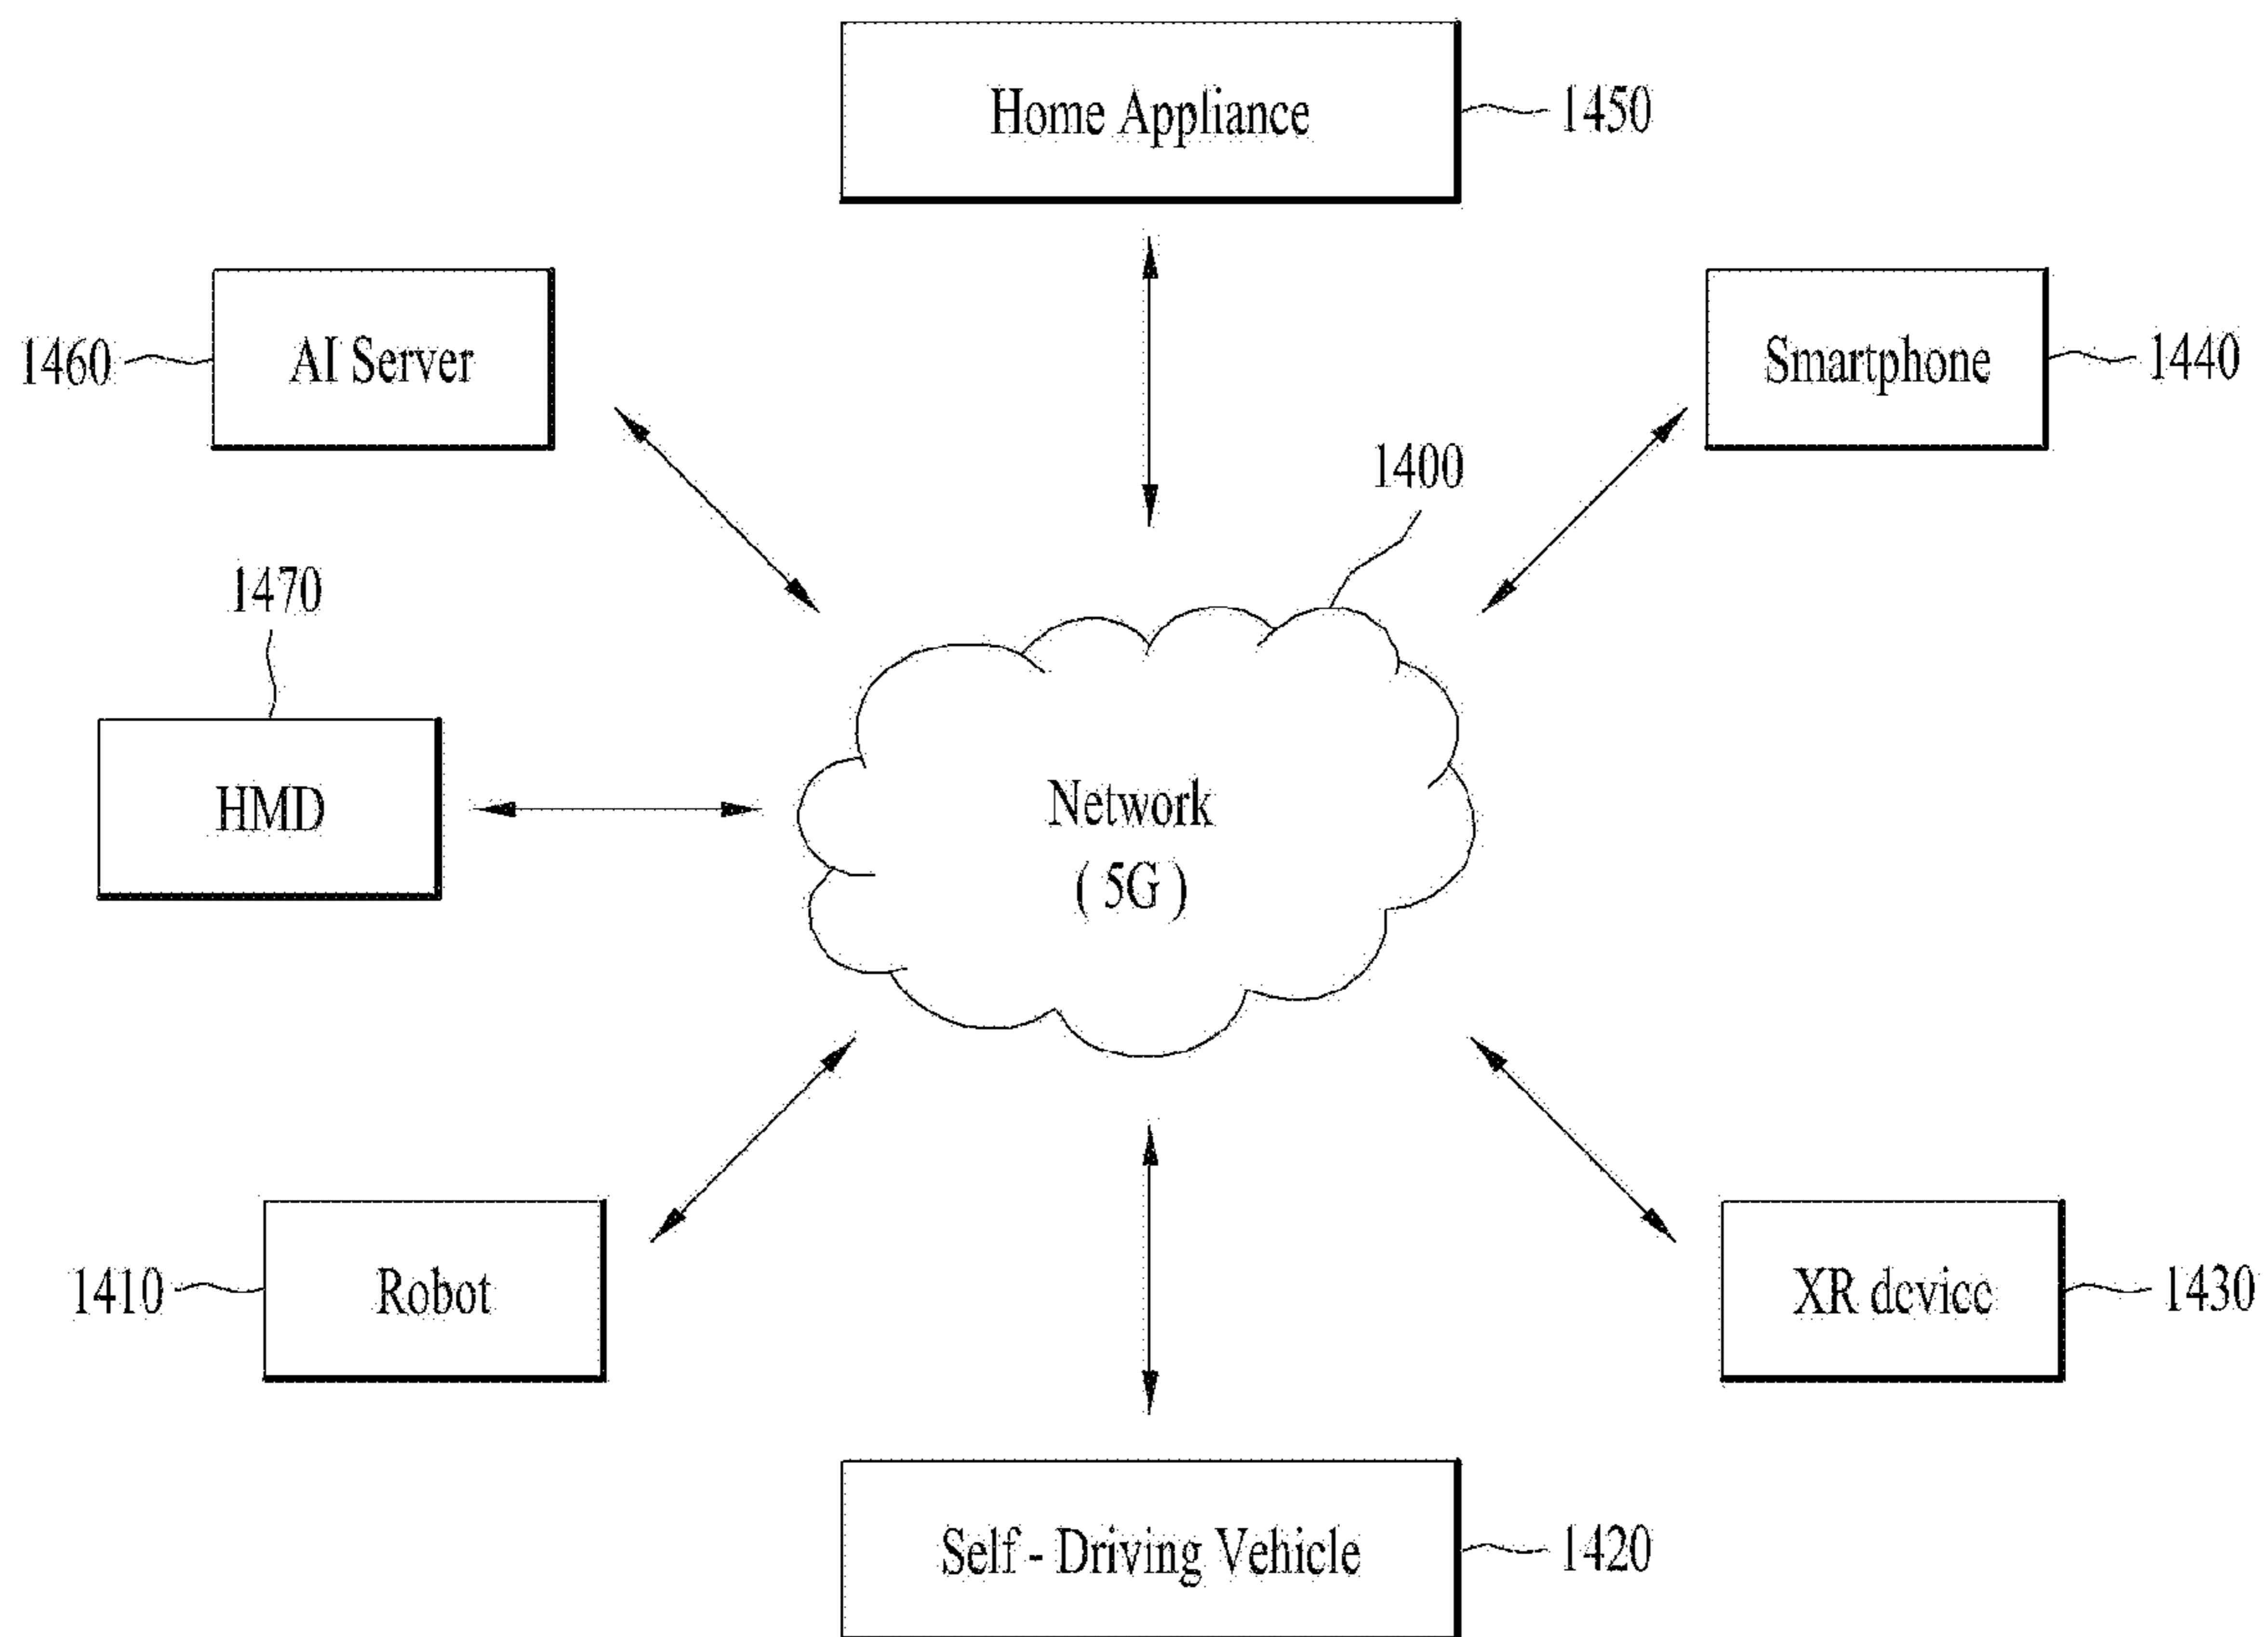 Home Appliance
1450
AI Server
1460
Smartphone
1440
1400
1470
HMD
Network
( 5G )
Robot
1410
XR device
1430
Self - Driving Vehicle
1420